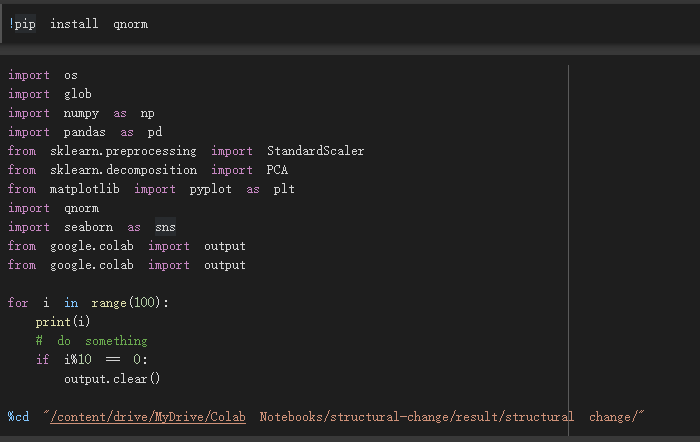 !pip install qnorm
import os
import glob
import numpy as np
import pandas as pd
from sklearn.preprocessing import StandardScaler
from sklearn.decomposition import PCA
from matplotlib import pyplot as plt
import qnorm
import seaborn as sns
from google.colab import output
from google.colab import output
for i in range(100):
    print(i)
    # do something
    if i%10 == 0:
        output.clear()
%cd "/content/drive/MyDrive/Colab Notebooks/structural-change/result/structural change/"